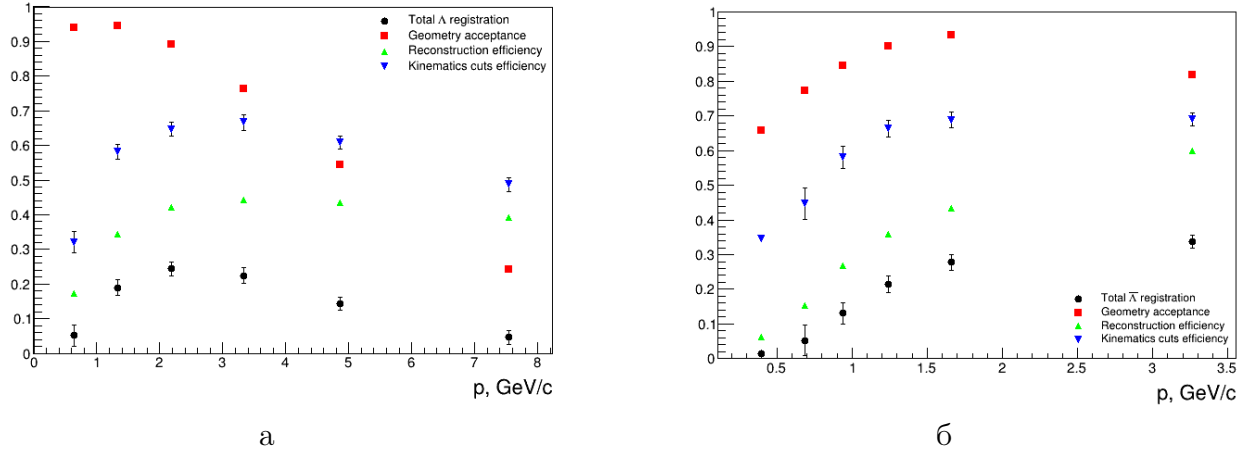 1
0.9
0.8
0.7
0.6
0.5
0.4
0.3
0.2
0.1
0
0 1 2 3 4 5 6 7 8
p, GeV/c
Total Λ registration
Geometry acceptance
Reconstruction efficiency
Kinematics cuts efficiency
а
1
0.9
0.8
0.7
0.6
0.5
0.4
0.3
0.2
0.1
0
0.5 1 1.5 2 2.5 3 3.5
p, GeV/c
Total Λ̅ registration
Geometry acceptance
Reconstruction efficiency
Kinematics cuts efficiency
б